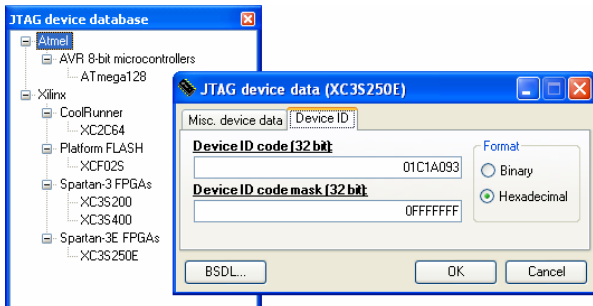 JTAG device database
Atmel
AVR 8-bit microcontrollers
ATmega128
Xilinx
CoolRunner
XC2C64
Platform FLASH
XCF02S
Spartan-3 FPGAs
XC3S200
XC3S400
Spartan-3E FPGAs
XC3S250E
JTAG device data (XC3S250E)
Misc. device data Device ID
Device ID code (32 bit):
01C1A093
Device ID code mask (32 bit):
0FFFFFFF
Format
Binary
Hexadecimal
BSDL... OK Cancel